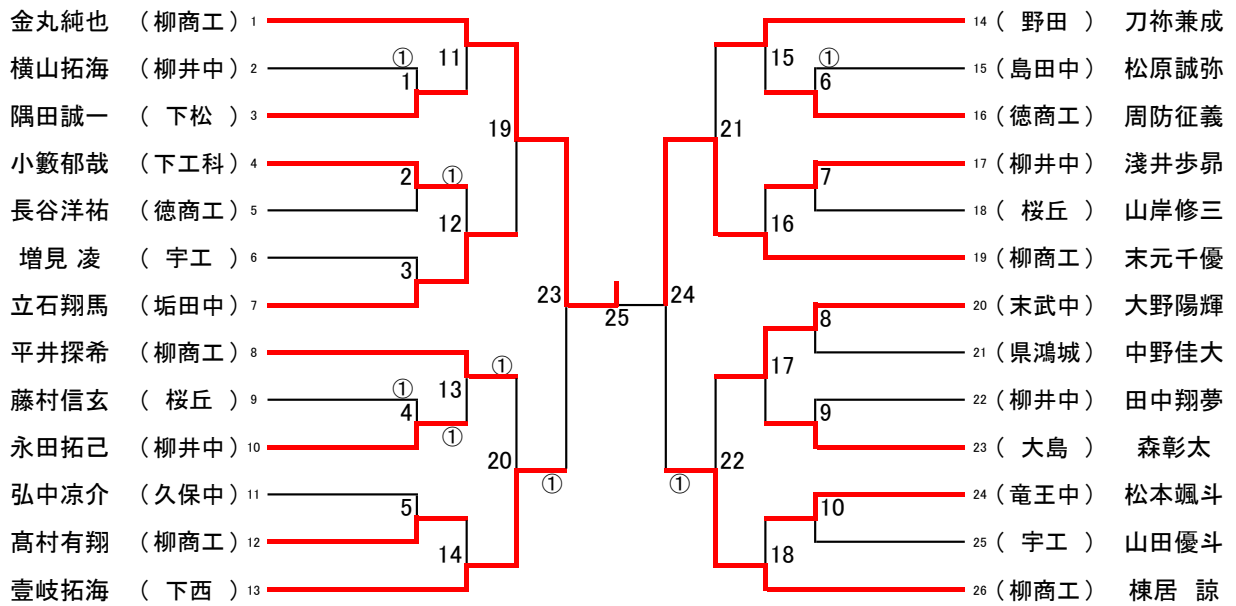 金丸純也 （柳商工） 1
横山拓海 （柳井中） 2
隅田誠一 （ 下松 ） 3
小籔郁哉 （下工科） 4
長谷洋祐 （徳商工） 5
増見 凌 （ 宇工 ） 6
立石翔馬 （垢田中） 7
平井探希 （柳商工） 8
藤村信玄 （ 桜丘 ） 9
永田拓己 （柳井中） 10
弘中凉介 （久保中） 11
髙村有翔 （柳商工） 12
壹岐拓海 （ 下西 ） 13
① 1
11
2 ①
12
3
19
① 4
13 ①
①
20
5
14
①
23
25
24
14 （ 野田 ） 刀祢兼成
15 （島田中） 松原誠弥
16 （徳商工） 周防征義
17 （柳井中） 淺井歩昴
18 （ 桜丘 ） 山岸修三
19 （柳商工） 末元千優
20 （末武中） 大野陽輝
21 （県鴻城） 中野佳大
22 （柳井中） 田中翔夢
23 （ 大島 ） 森彰太
24 （竜王中） 松本颯斗
25 （ 宇工 ） 山田優斗
26 （柳商工） 棟居 諒
15
① 6
21
7
16
8
17
9
22
①
10
18